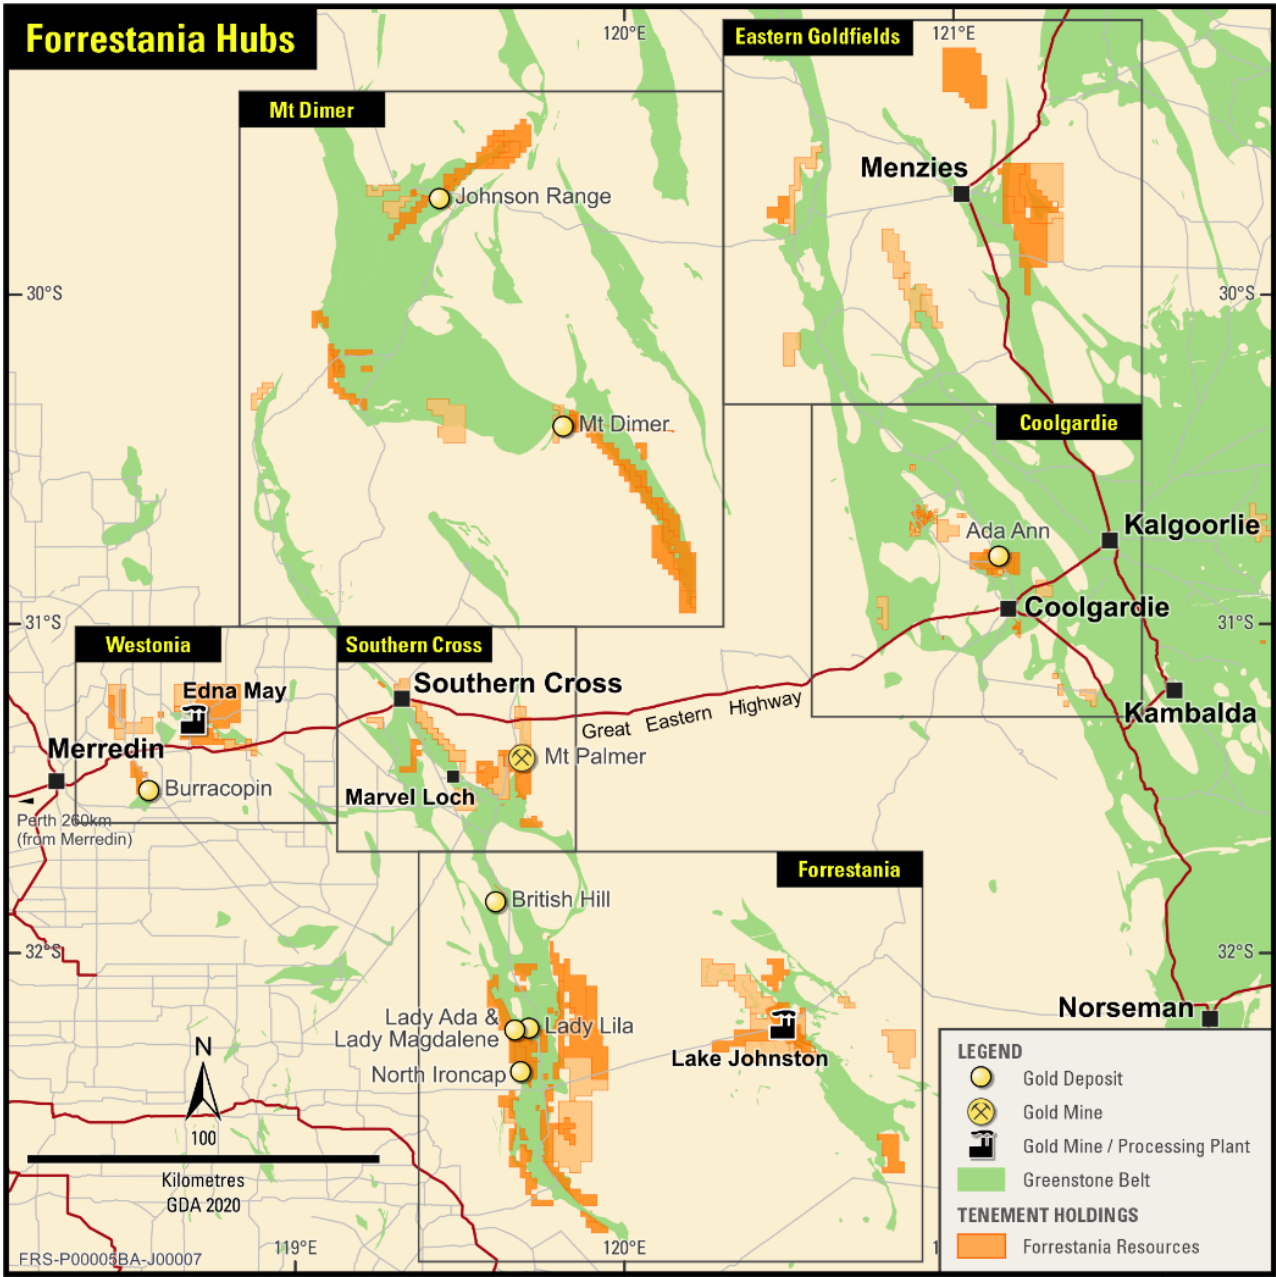 Forrestania Hubs
120°E
Eastern Goldfields
121°E
Mt Dimer
Menzies
Johnson Range
30°S
30°S
Mt Dimer
Coolgardie
Kalgoorlie
Ada Ann
Coolgardie
31°S
31°S
Westonia
Southern Cross
Edna May
Southern Cross
Great Eastern Highway
Kambalda
Merredin
Mt Palmer
Burracopin
Marvel Loch
Perth 260km
(from Merredin)
Forrestania
British Hill
32°S
32°S
Norseman
Lady Ada &
Lady Magdalene
Lady Lila
Lake Johnston
North Ironcap
N
100
Kilometres
GDA 2020
LEGEND
Gold Deposit
Gold Mine
Gold Mine / Processing Plant
Greenstone Belt
TENEMENT HOLDINGS
Forrestania Resources
FRS-P00005BA-J00007
119°E
120°E